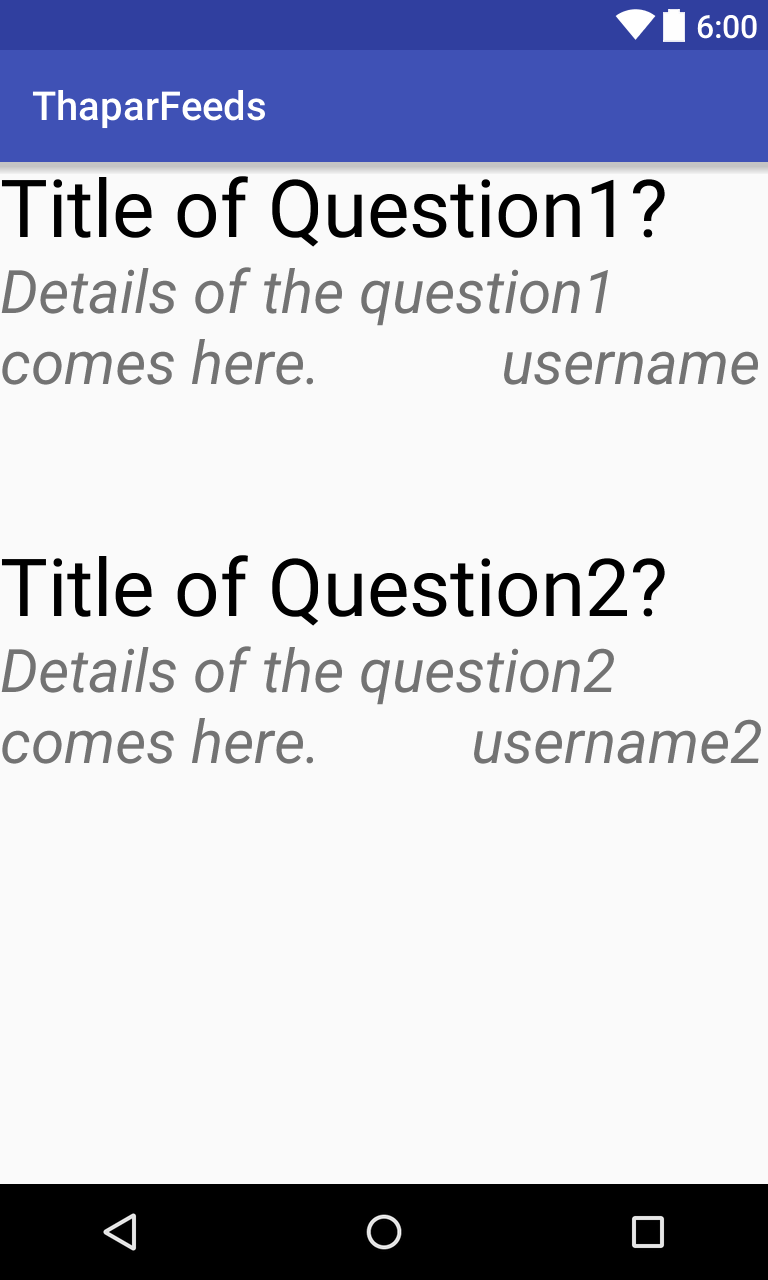 6:00
ThaparFeeds
Title of Question1?
Details of the question1
comes here. username
Title of Question2?
Details of the question2
comes here. username2